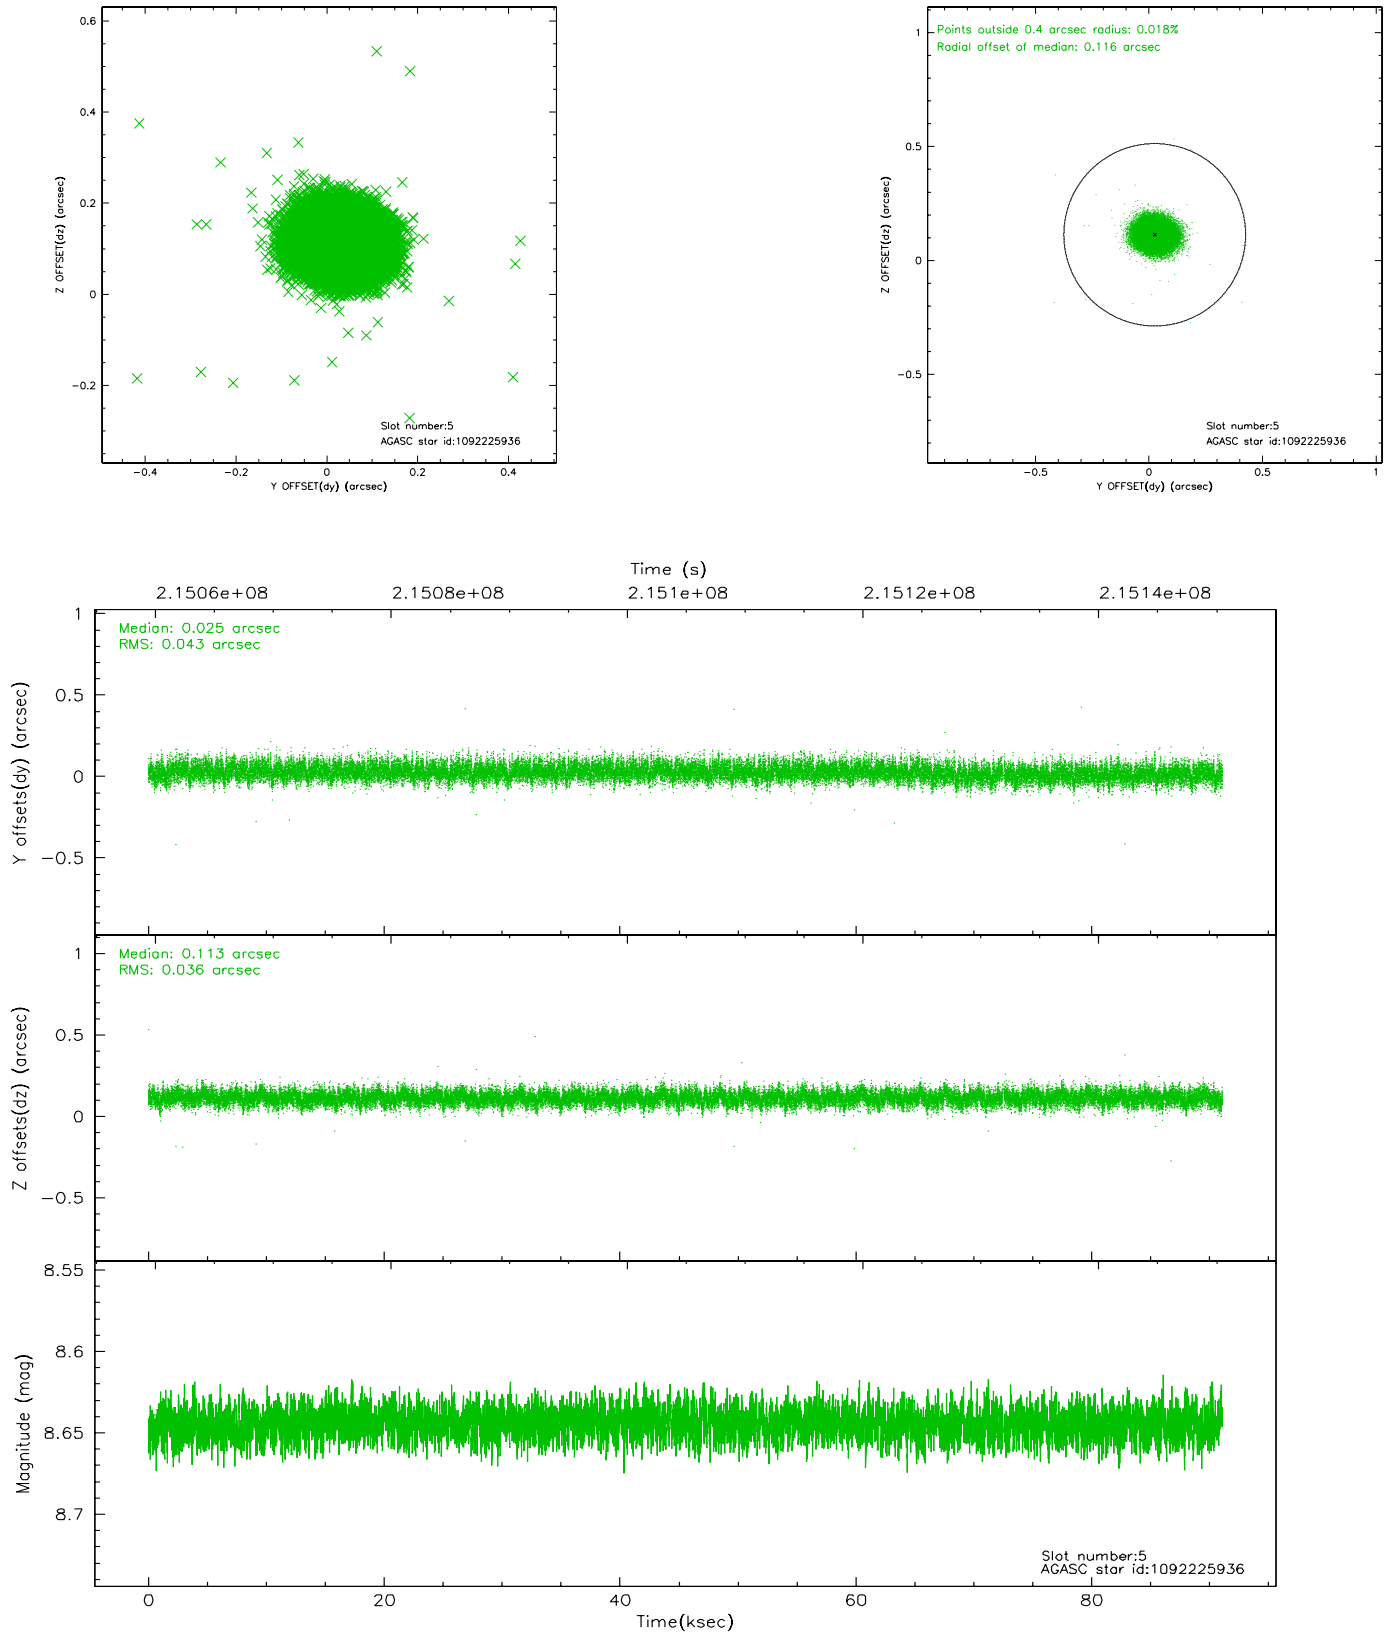 0.6
0.4
0.2
0
−0.2
Z OFFSET(dz) (arcsec)
−0.4
−0.2
0
0.2
0.4
Y OFFSET(dy) (arcsec)
Slot number:5
AGASC star id:1092225936
Points outside 0.4 arcsec radius: 0.018%
Radial offset of median: 0.116 arcsec
1
0.5
0
−0.5
Z OFFSET(dz) (arcsec)
−0.5
0
0.5
1
Y OFFSET(dy) (arcsec)
Slot number:5
AGASC star id:1092225936
Time (s)
2.1506e+08
2.1508e+08
2.151e+08
2.1512e+08
2.1514e+08
Median: 0.025 arcsec
RMS: 0.043 arcsec
1
0.5
0
−0.5
Y offsets(dy) (arcsec)
Median: 0.113 arcsec
RMS: 0.036 arcsec
1
0.5
0
−0.5
Z offsets(dz) (arcsec)
8.55
8.6
8.65
8.7
Magnitude (mag)
Slot number:5
AGASC star id:1092225936
0
20
40
60
80
Time(ksec)